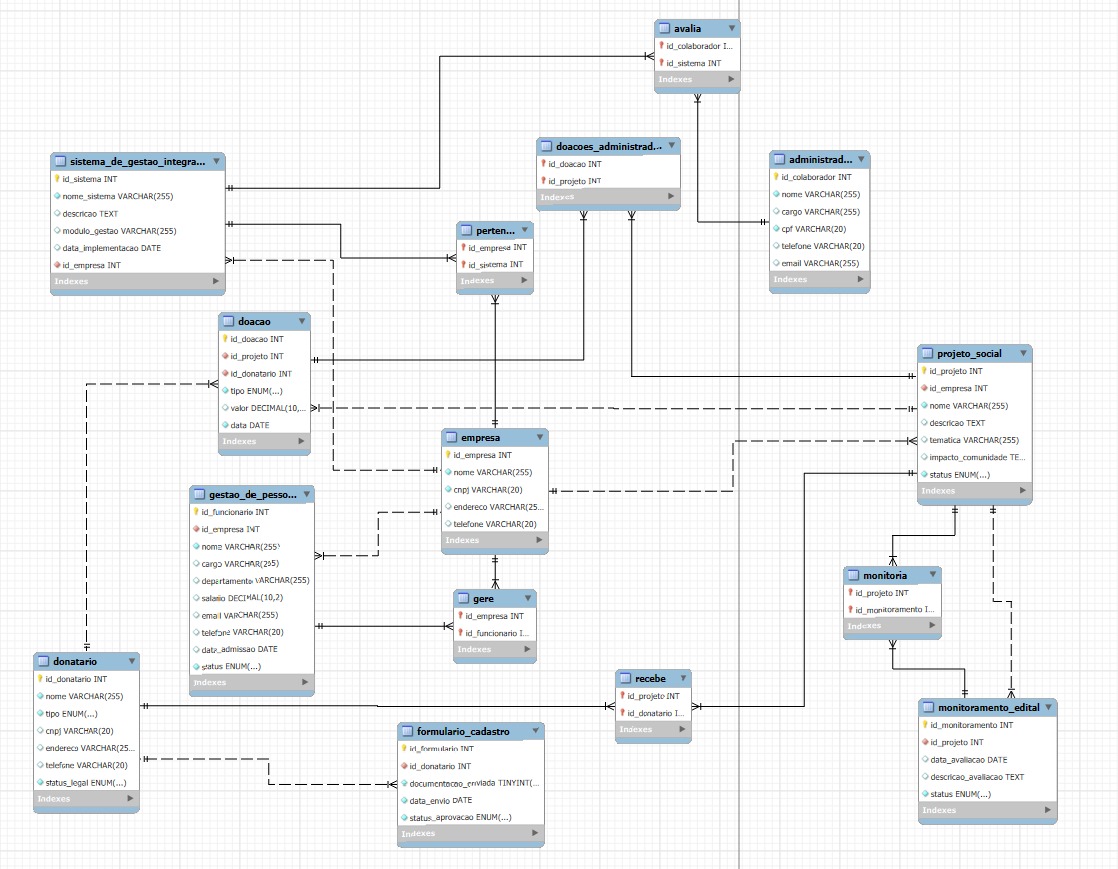 avalia
id_colaborador I...
id_sistema INT
Indexes
sistema_de_gestao_integra...
id_sistema INT
nome_sistema VARCHAR(255)
descricao TEXT
modulo_gestao VARCHAR(255)
data_implementacao DATE
id_empresa INT
Indexes
doacoes_administrad...
id_doacao INT
id_projeto INT
Indexes
administrad...
id_colaborador INT
nome VARCHAR(255)
cargo VARCHAR(255)
cpf VARCHAR(20)
telefone VARCHAR(20)
email VARCHAR(255)
Indexes
perten...
id_empresa INT
id_sistema INT
Indexes
doacao
id_doacao INT
id_projeto INT
id_donatario INT
tipo ENUM(...)
valor DECIMAL(10,...
data DATE
Indexes
projeto_social
id_projeto INT
id_empresa INT
nome VARCHAR(255)
descricao TEXT
tematica VARCHAR(255)
impacto_comunidade TE...
status ENUM(...)
Indexes
empresa
id_empresa INT
nome VARCHAR(255)
cnpj VARCHAR(20)
endereco VARCHAR(25...
telefone VARCHAR(20)
Indexes
gestao_de_pesso...
id_funcionario INT
id_empresa INT
nome VARCHAR(255)
cargo VARCHAR(255)
departamento VARCHAR(255)
salario DECIMAL(10,2)
email VARCHAR(255)
telefone VARCHAR(20)
data_admissao DATE
status ENUM(...)
Indexes
gere
id_empresa INT
id_funcionario I...
Indexes
monitoria
id_projeto INT
id_monitoramento I...
Indexes
donatario
id_donatario INT
nome VARCHAR(255)
tipo ENUM(...)
cnpj VARCHAR(20)
endereco VARCHAR(25...
telefone VARCHAR(20)
status_legal ENUM(...)
Indexes
recebe
id_projeto INT
id_donatario I...
Indexes
formulario_cadastro
id_formulario INT
id_donatario INT
documentacao_enviada TINYINT(...
data_envio DATE
status_aprovacao ENUM(...)
Indexes
monitoramento_edital
id_monitoramento INT
id_projeto INT
data_avaliacao DATE
descricao_avaliacao TEXT
status ENUM(...)
Indexes